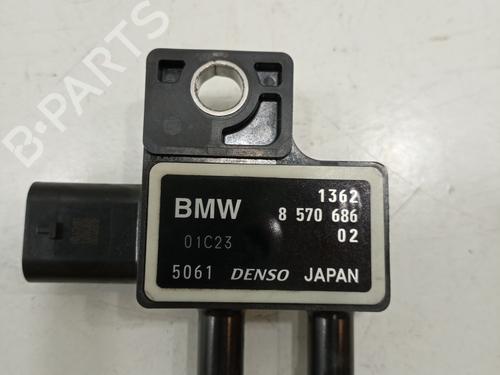 B-PARTS
1362
BMW 8 570 686
01C23 02
5061 DENSO JAPAN